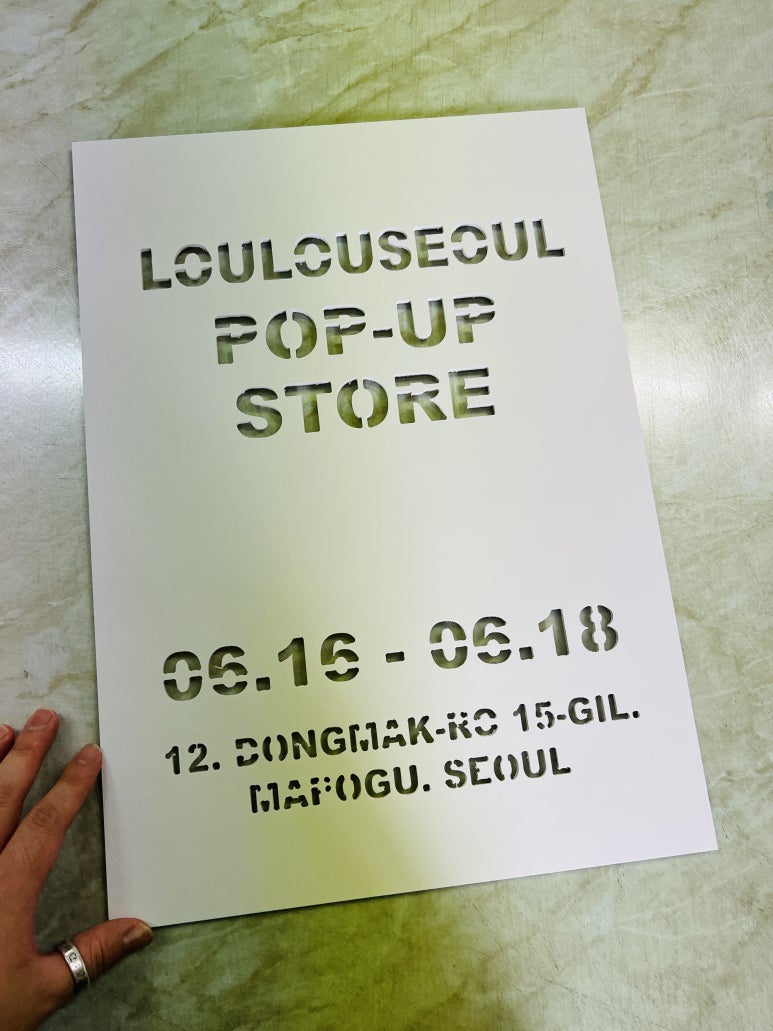 LOULOUSEOUL
POP-UP
STORE
06.16 - 06.18
12. DONGMAK-RO 15-GIL.
MAPOGU. SEOUL